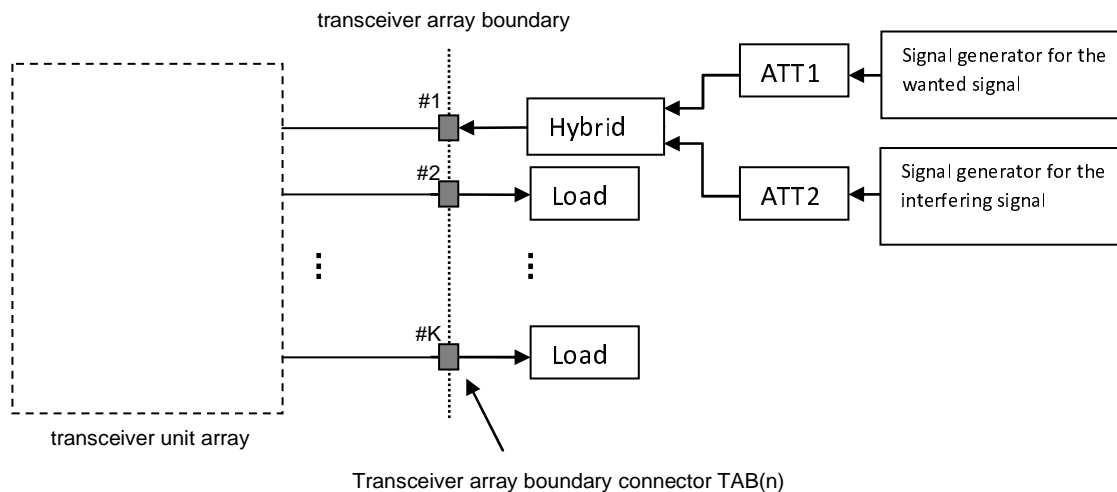 transceiver array boundary
Signal generator for the
wanted signal
ATT1
#1
Hybrid
#2
Load
ATT2
Signal generator for the
interfering signal
#K
Load
transceiver unit array
Transceiver array boundary connector TAB(n)